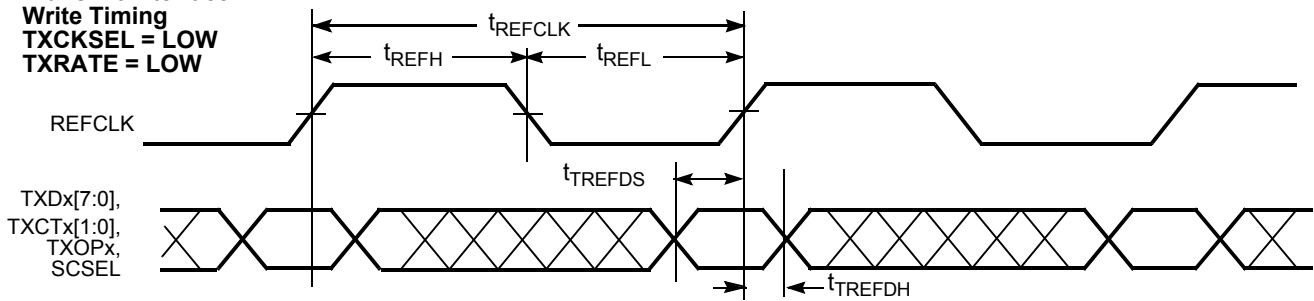 Write Timing
TXCKSEL = LOW
TXRATE = LOW
tREFCLK
tREFH
tREFL
REFCLK
tTREFDS
TXDx[7:0],
TXCTx[1:0],
TXOPx,
SCSEL
tTREFDH